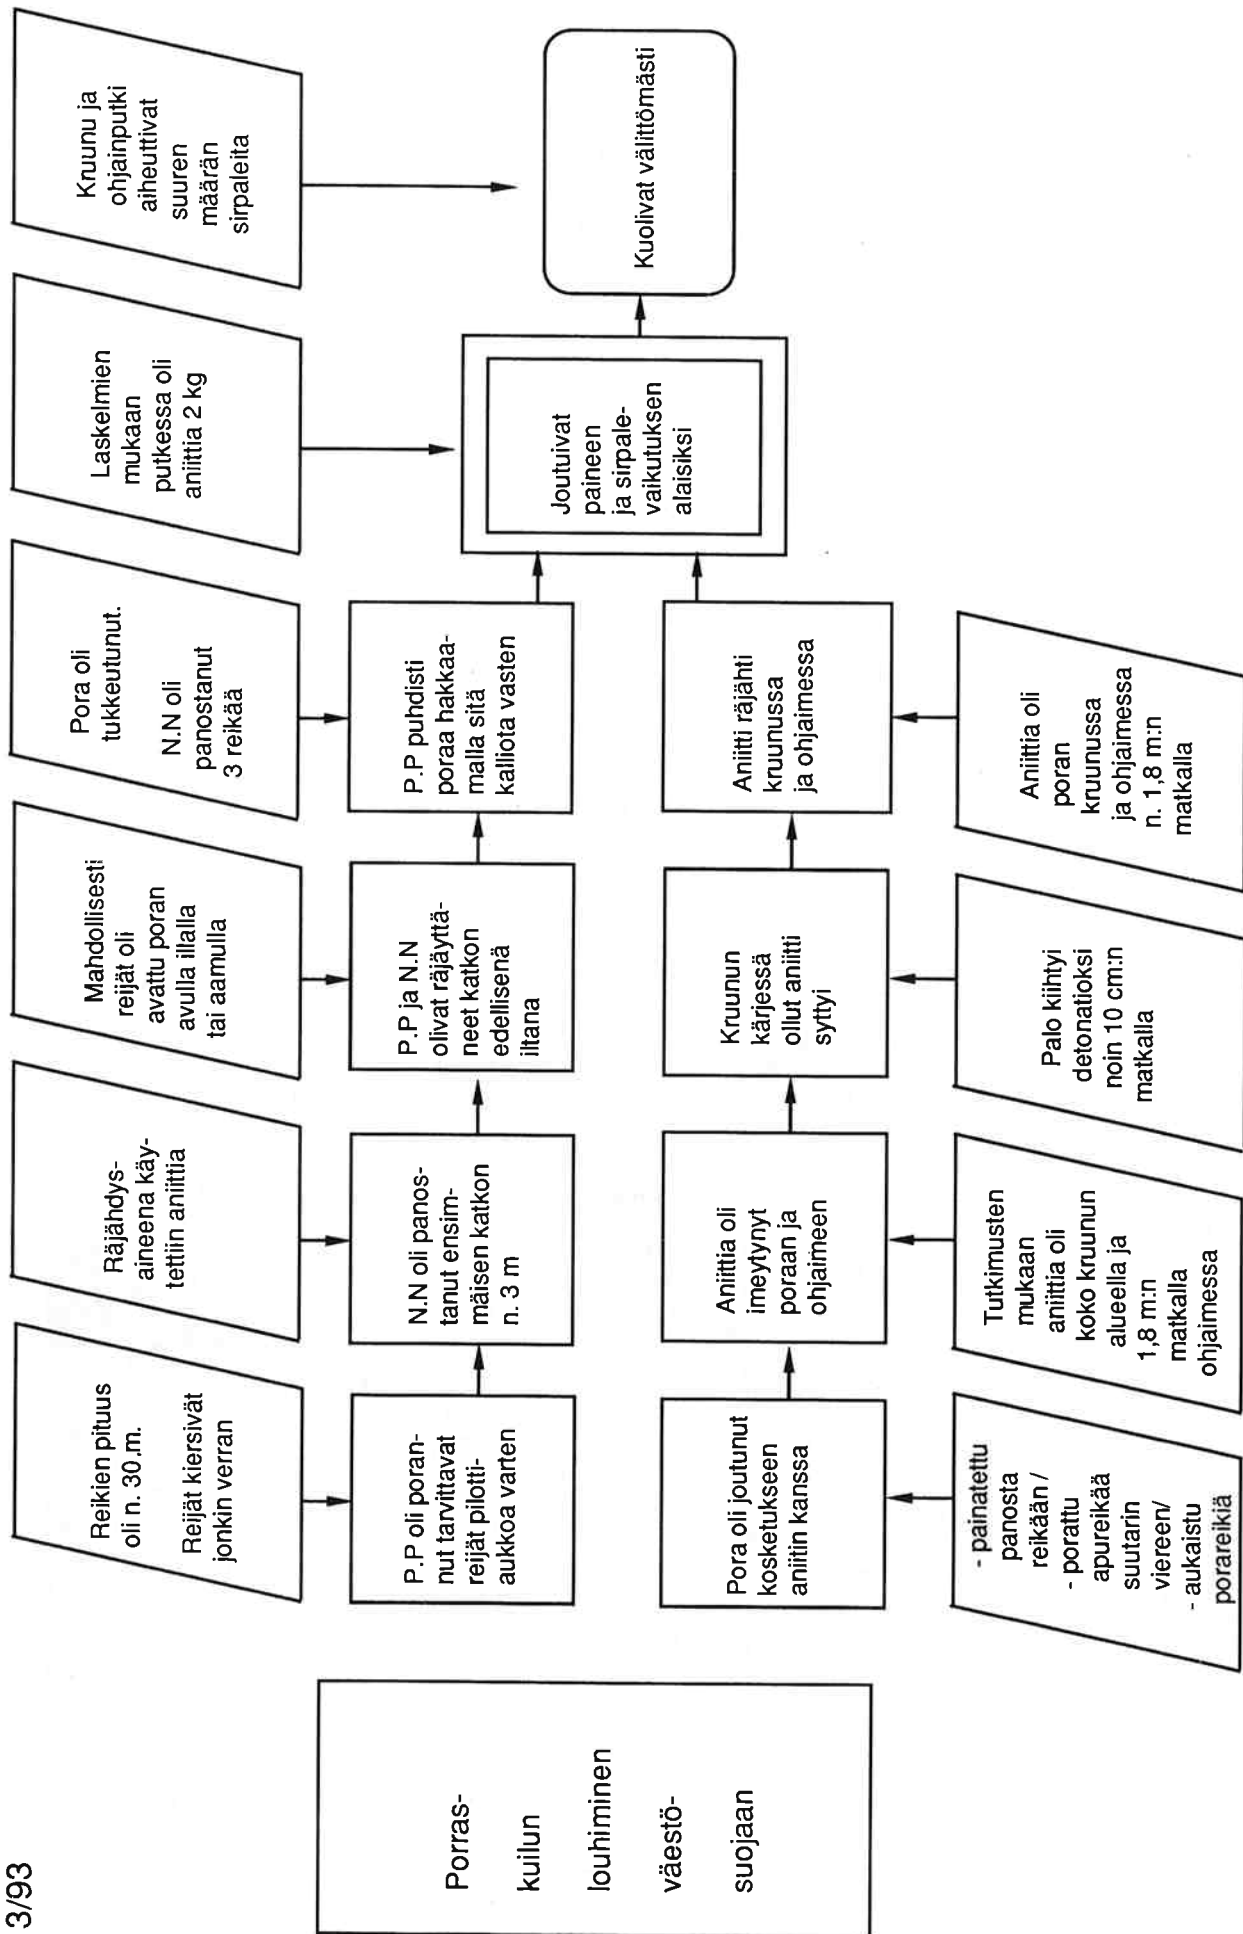 3/93
Porras-
kuilun
louhiminen
väestö-
suojaan
Reikien pituus
oli n. 30.m.
Reijät kiersivät
jonkin verran
Räjähdys-
aineena käy-
tettiin aniittia
Mahdollisesti
reijät oli
avattu poran
avulla illalla
tai aamulla
Pora oli
tukkeutunut.
N.N oli
panostanut
3 reikää
Laskelmien
mukaan
putkessa oli
aniittia 2 kg
Kruunu ja
ohjainputki
aiheuttivat
suuren
määrän
sirpaleita
P.P oli poran-
nut tarvittavat
reijät pilotti-
aukkoa varten
N.N oli panos-
tanut ensim-
mäisen katkon
n. 3 m
P.P ja N.N
olivat räjäyttä-
neet katkon
edellisenä
iltana
P.P puhdisti
poraa hakkaa-
malla sitä
kalliota vasten
Joutuivat
paineen
ja sirpale-
vaikutuksen
alaisiksi
Kuolivat välittömästi
Pora oli joutunut
kosketukseen
aniitin kanssa
Aniittia oli
imeytynyt
poraan ja
ohjaimeen
Kruunun
kärjessä
ollut aniitti
syttyi
Aniitti räjähti
kruunussa
ja ohjaimessa
- painatettu
panosta
reikään /
- porattu
apureikää
suutarin
viereen/
- aukaistu
porareikiä
Tutkimusten
mukaan
aniittia oli
koko kruunun
alueella ja
1,8 m:n
matkalla
ohjaimessa
Palo kiihtyi
detonatioksi
noin 10 cm:n
matkalla
Aniittia oli
poran
kruunussa
ja ohjaimessa
n. 1,8 m:n
matkalla